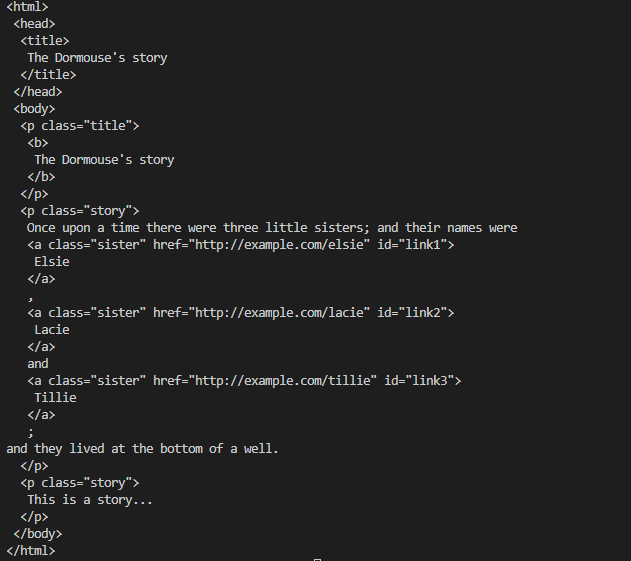 <html>
 <head>
  <title>
   The Dormouse's story
  </title>
 </head>
 <body>
  <p class="title">
   <b>
    The Dormouse's story
   </b>
  </p>
  <p class="story">
   Once upon a time there were three little sisters; and their names were
   <a class="sister" href="http://example.com/elsie" id="link1">
    Elsie
   </a>
   ,
   <a class="sister" href="http://example.com/lacie" id="link2">
    Lacie
   </a>
   and
   <a class="sister" href="http://example.com/tillie" id="link3">
    Tillie
   </a>
   ;
and they lived at the bottom of a well.
  </p>
  <p class="story">
   This is a story...
  </p>
 </body>
</html>